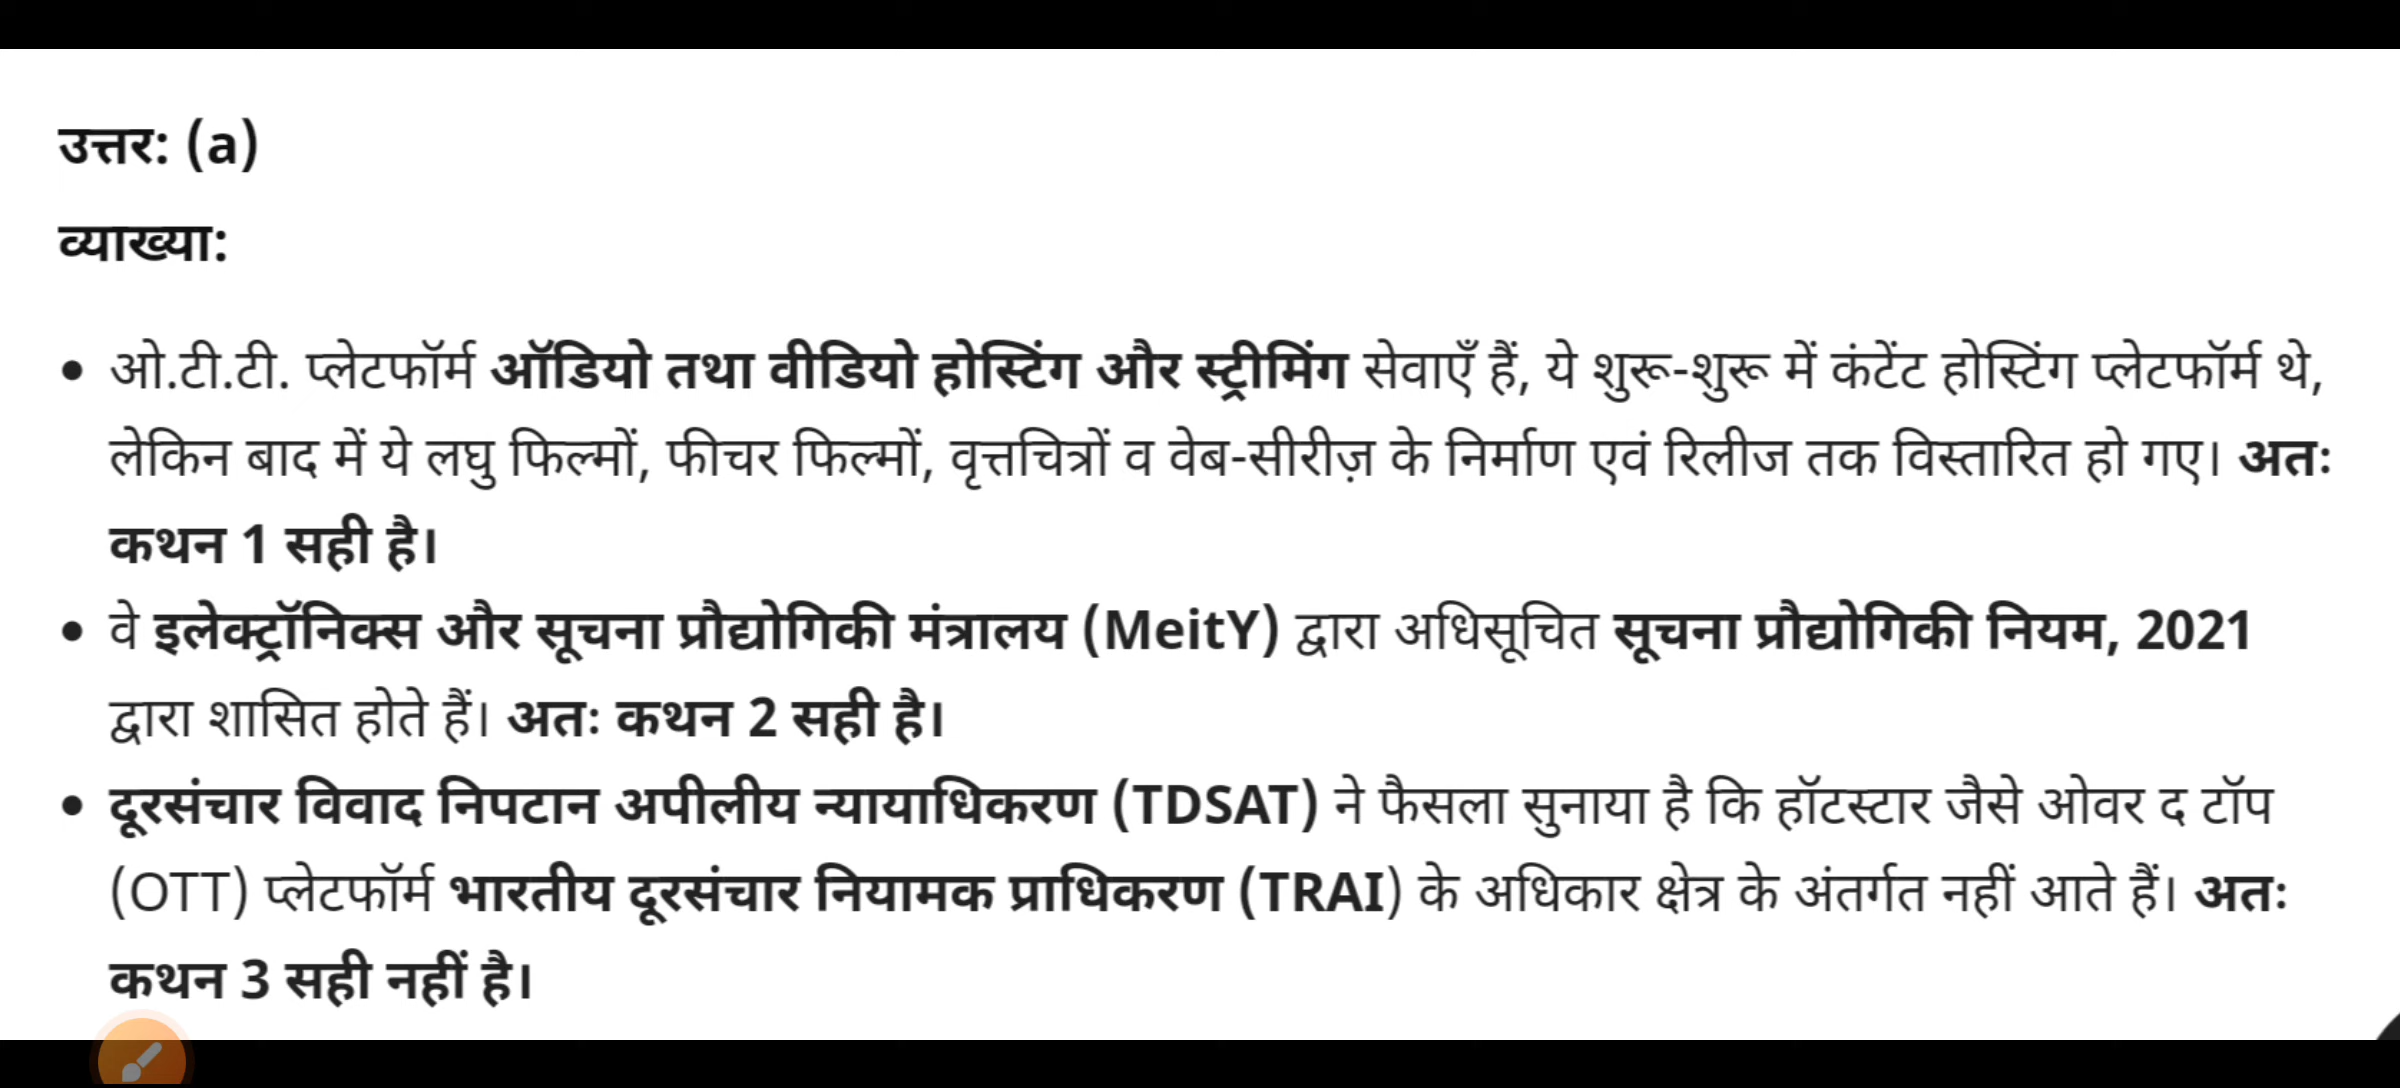 उत्तर: (a)
व्याख्या:
• ओ.टी.टी. प्लेटफॉर्म ऑडियो तथा वीडियो होस्टिंग और स्ट्रीमिंग सेवाएँ हैं, ये शुरू-शुरू में कंटेंट होस्टिंग प्लेटफॉर्म थे,
लेकिन बाद में ये लघु फिल्मों, फीचर फिल्मों, वृत्तचित्रों व वेब-सीरीज़ के निर्माण एवं रिलीज तक विस्तारित हो गए। अतः
कथन 1 सही है।
• वे इलेक्ट्रॉनिक्स और सूचना प्रौद्योगिकी मंत्रालय (MeitY) द्वारा अधिसूचित सूचना प्रौद्योगिकी नियम, 2021
द्वारा शासित होते हैं। अतः कथन 2 सही है।
• दूरसंचार विवाद निपटान अपीलीय न्यायाधिकरण (TDSAT) ने फैसला सुनाया है कि हॉटस्टार जैसे ओवर द टॉप
(OTT) प्लेटफॉर्म भारतीय दूरसंचार नियामक प्राधिकरण (TRAI) के अधिकार क्षेत्र के अंतर्गत नहीं आते हैं। अतः
कथन 3 सही नहीं है।